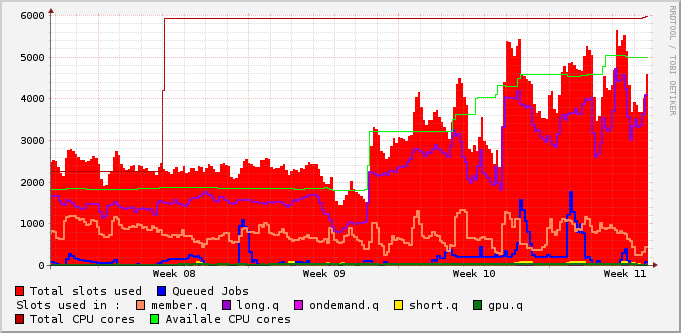 6000
5000
4000
3000
2000
1000
0
Week 08 Week 09 Week 10 Week 11
Total slots used Queued Jobs
Slots used in : member.q long.q ondemand.q short.q gpu.q
Total CPU cores Availale CPU cores
RRDTOOL / TOBI OETIKER